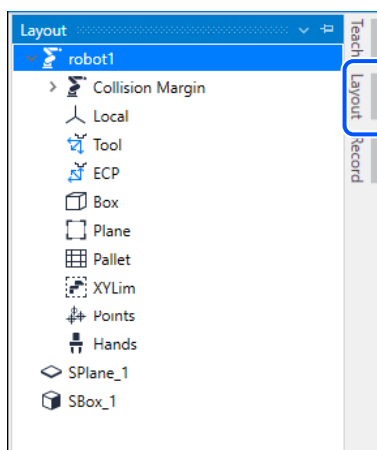 Layout
robot1
Collision Margin
Local
Tool
ECP
Box
Plane
Pallet
XYLim
Points
Hands
SPlane_1
SBox_1
Teach
Layout
Record